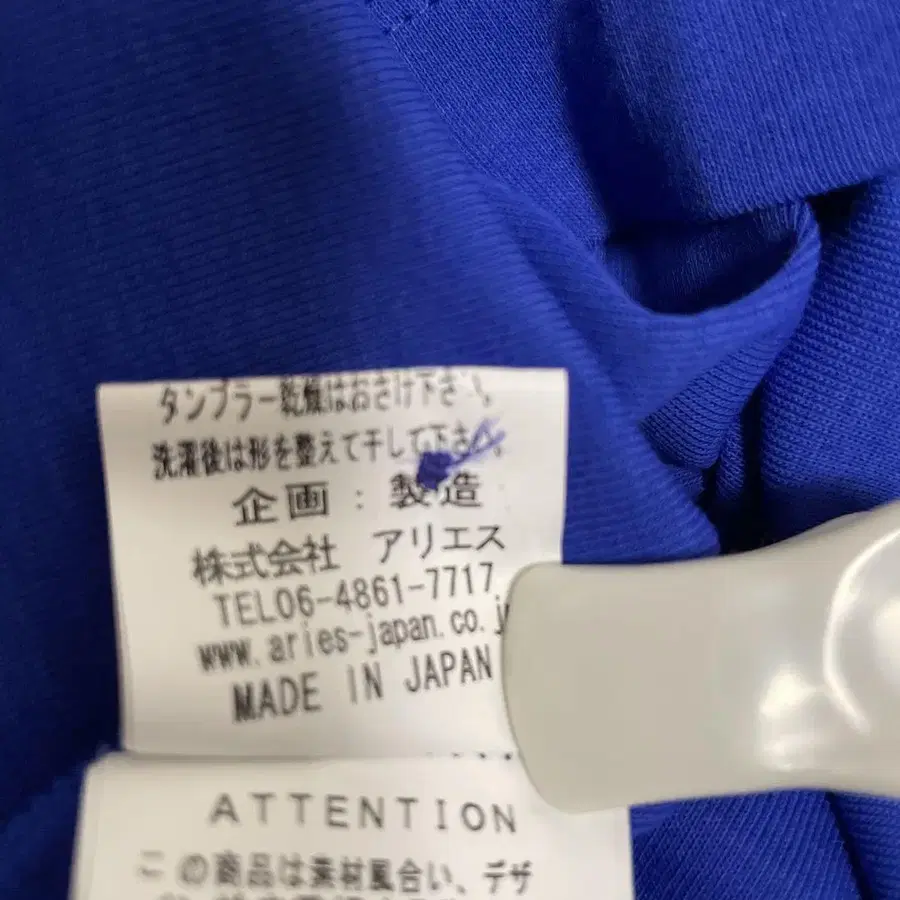 タンブラー乾燥はおさけ下さい。
洗濯後は形を整えて干して下さい。
企画：製造
株式会社 アリエス
TEL06-4861-7717
www.aries-japan.co.j
MADE IN JAPAN
ATTENTION
この商品は素材風合い、デザ